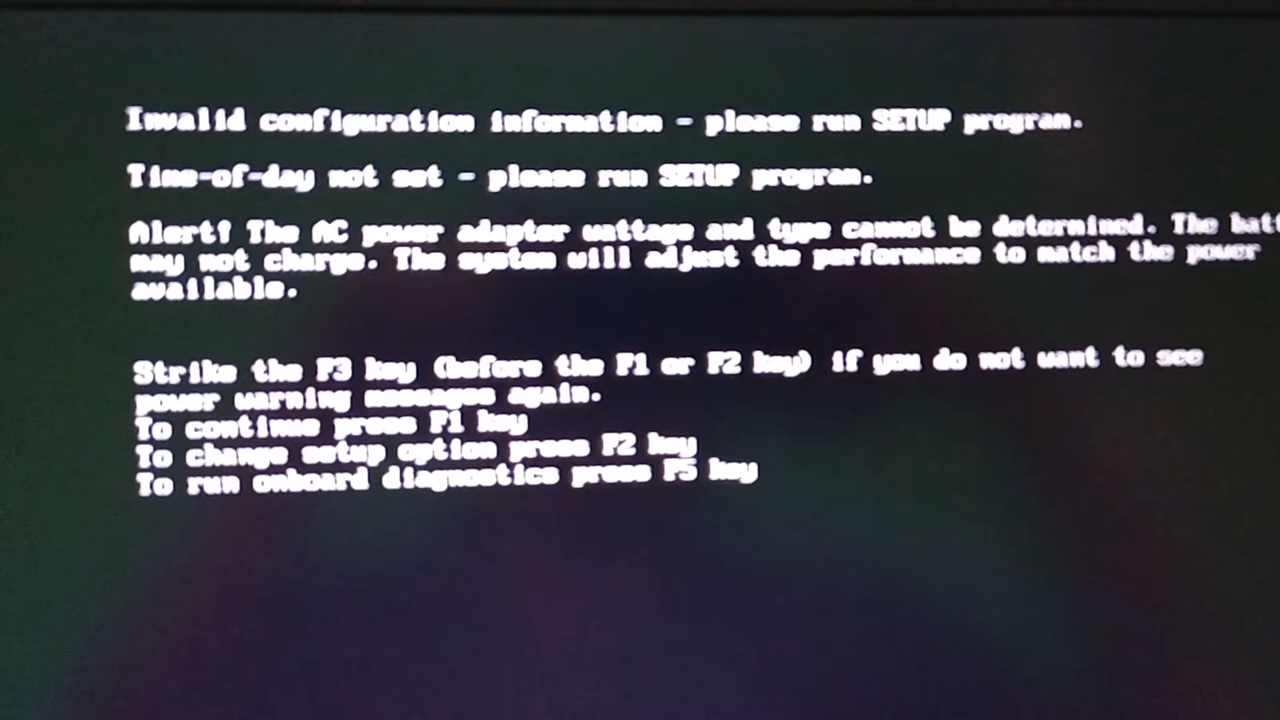 Invalid configuration information - please run SETUP program.
Time-of-day not set - please run SETUP program.
Alert! The AC power adapter wattage and type cannot be determined. The batt
may not charge. The system will adjust the performance to match the power
available.
Strike the F3 key (before the F1 or F2 key) if you do not want to see
power warning messages again.
To continue press F1 key
To change setup option press F2 key
To run onboard diagnostics press F5 key